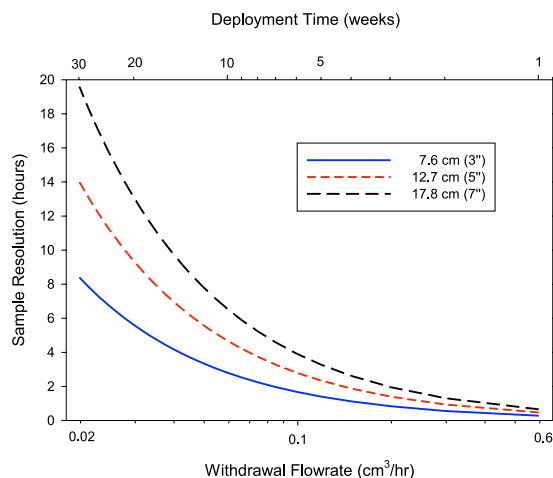 Deployment Time (weeks)
30 20 10 5 1
20
18
16
14
12
10
8
6
4
2
0
Sample Resolution (hours)
7.6 cm (3")
12.7 cm (5")
17.8 cm (7")
0.02 0.1 0.6
Withdrawal Flowrate (cm³/hr)